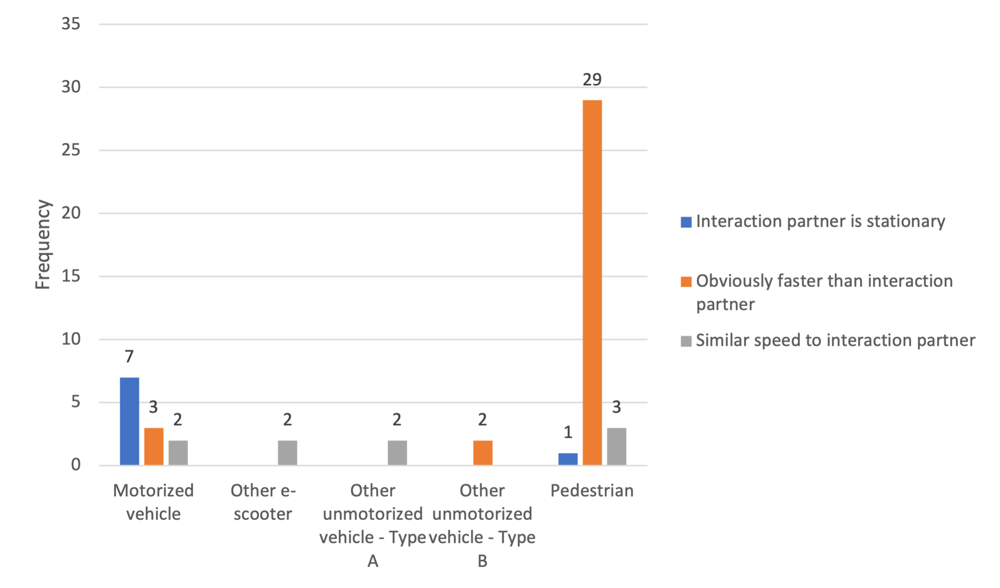 35
30
25
20
15
10
5
0
Frequency
7
3
2
2
2
2
1
29
3
Motorized
vehicle
Other e-
scooter
Other
unmotorized
vehicle - Type
A
Other
unmotorized
vehicle - Type
B
Pedestrian
Interaction partner is stationary
Obviously faster than interaction
partner
Similar speed to interaction partner